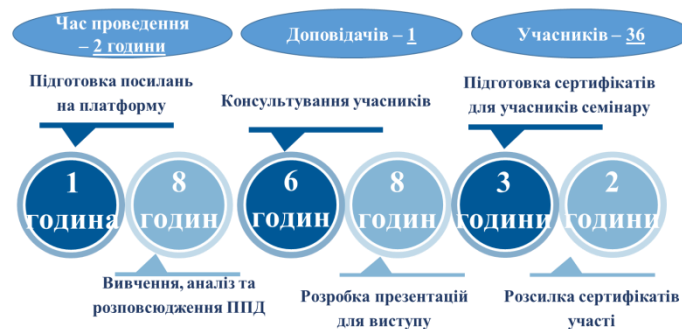 Час проведення
– 2 години
Доповідачів – 1
Учасників – 36
Підготовка посилань
на платформу
Консультування учасників
Підготовка сертифікатів
для учасників семінару
1
година
8
годин
6
годин
8
годин
3
години
2
години
Вивчення, аналіз та
розповсюдження ППД
Розробка презентацій
для виступу
Розсилка сертифікатів
участі